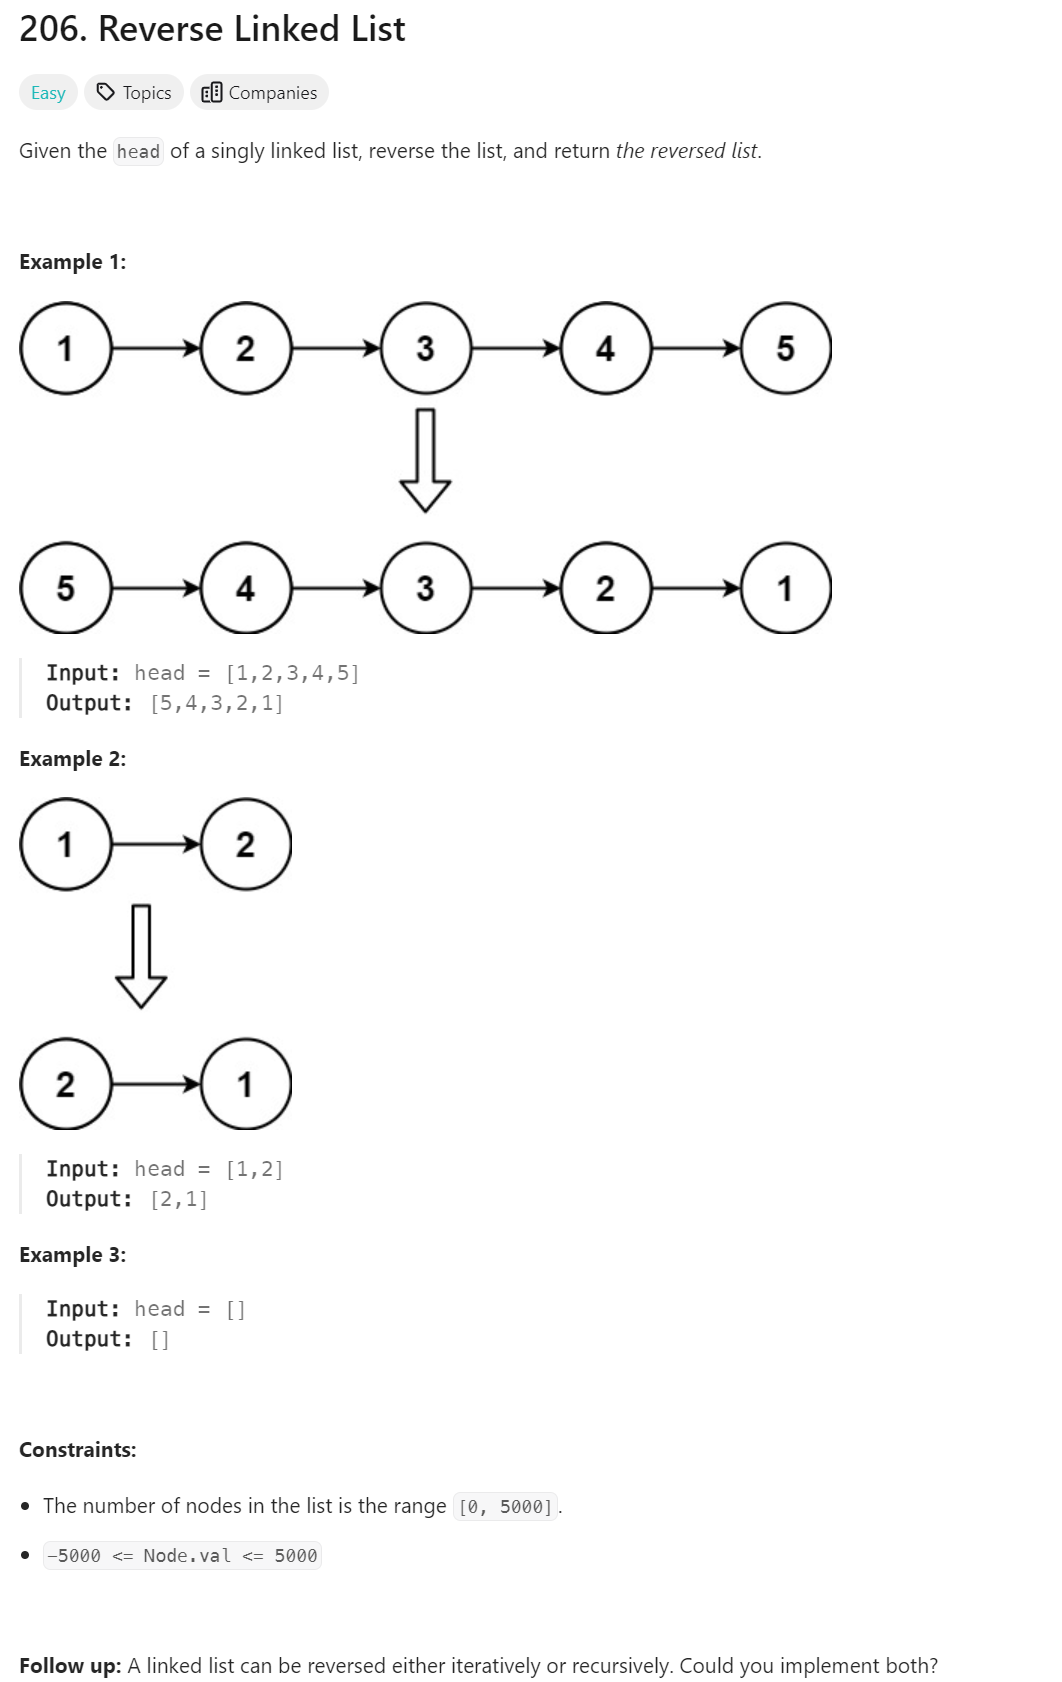 206. Reverse Linked List
Easy Topics Companies
Given the head of a singly linked list, reverse the list, and return the reversed list.
Example 1:
1 2 3 4 5
5 4 3 2 1
Input: head = [1,2,3,4,5]
Output: [5,4,3,2,1]
Example 2:
1 2
2 1
Input: head = [1,2]
Output: [2,1]
Example 3:
Input: head = []
Output: []
Constraints:
• The number of nodes in the list is the range [0, 5000].
• -5000 <= Node.val <= 5000
Follow up: A linked list can be reversed either iteratively or recursively. Could you implement both?